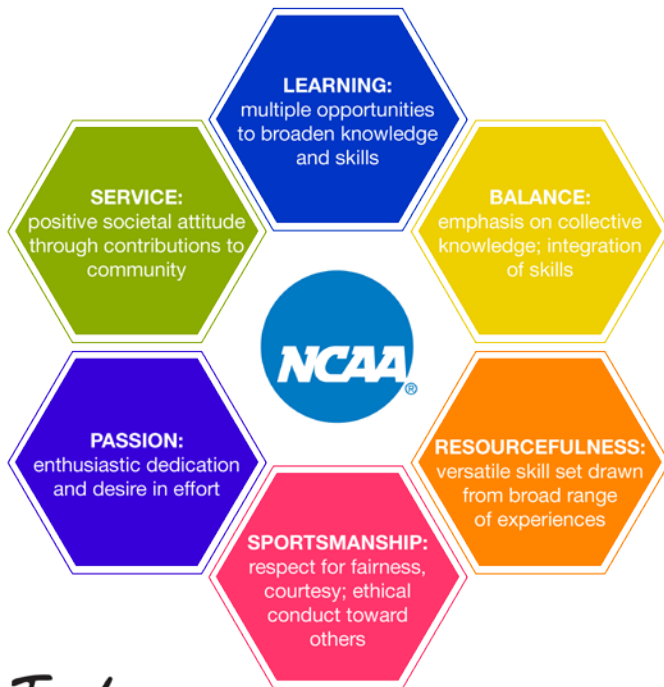 LEARNING:
multiple opportunities
to broaden knowledge
and skills
BALANCE:
emphasis on collective
knowledge; integration
of skills
RESOURCEFULNESS:
versatile skill set drawn
from broad range
of experiences
SPORTSMANSHIP:
respect for fairness,
courtesy; ethical
conduct toward
others
PASSION:
enthusiastic dedication
and desire in effort
SERVICE:
positive societal attitude
through contributions to
community
NCAA®